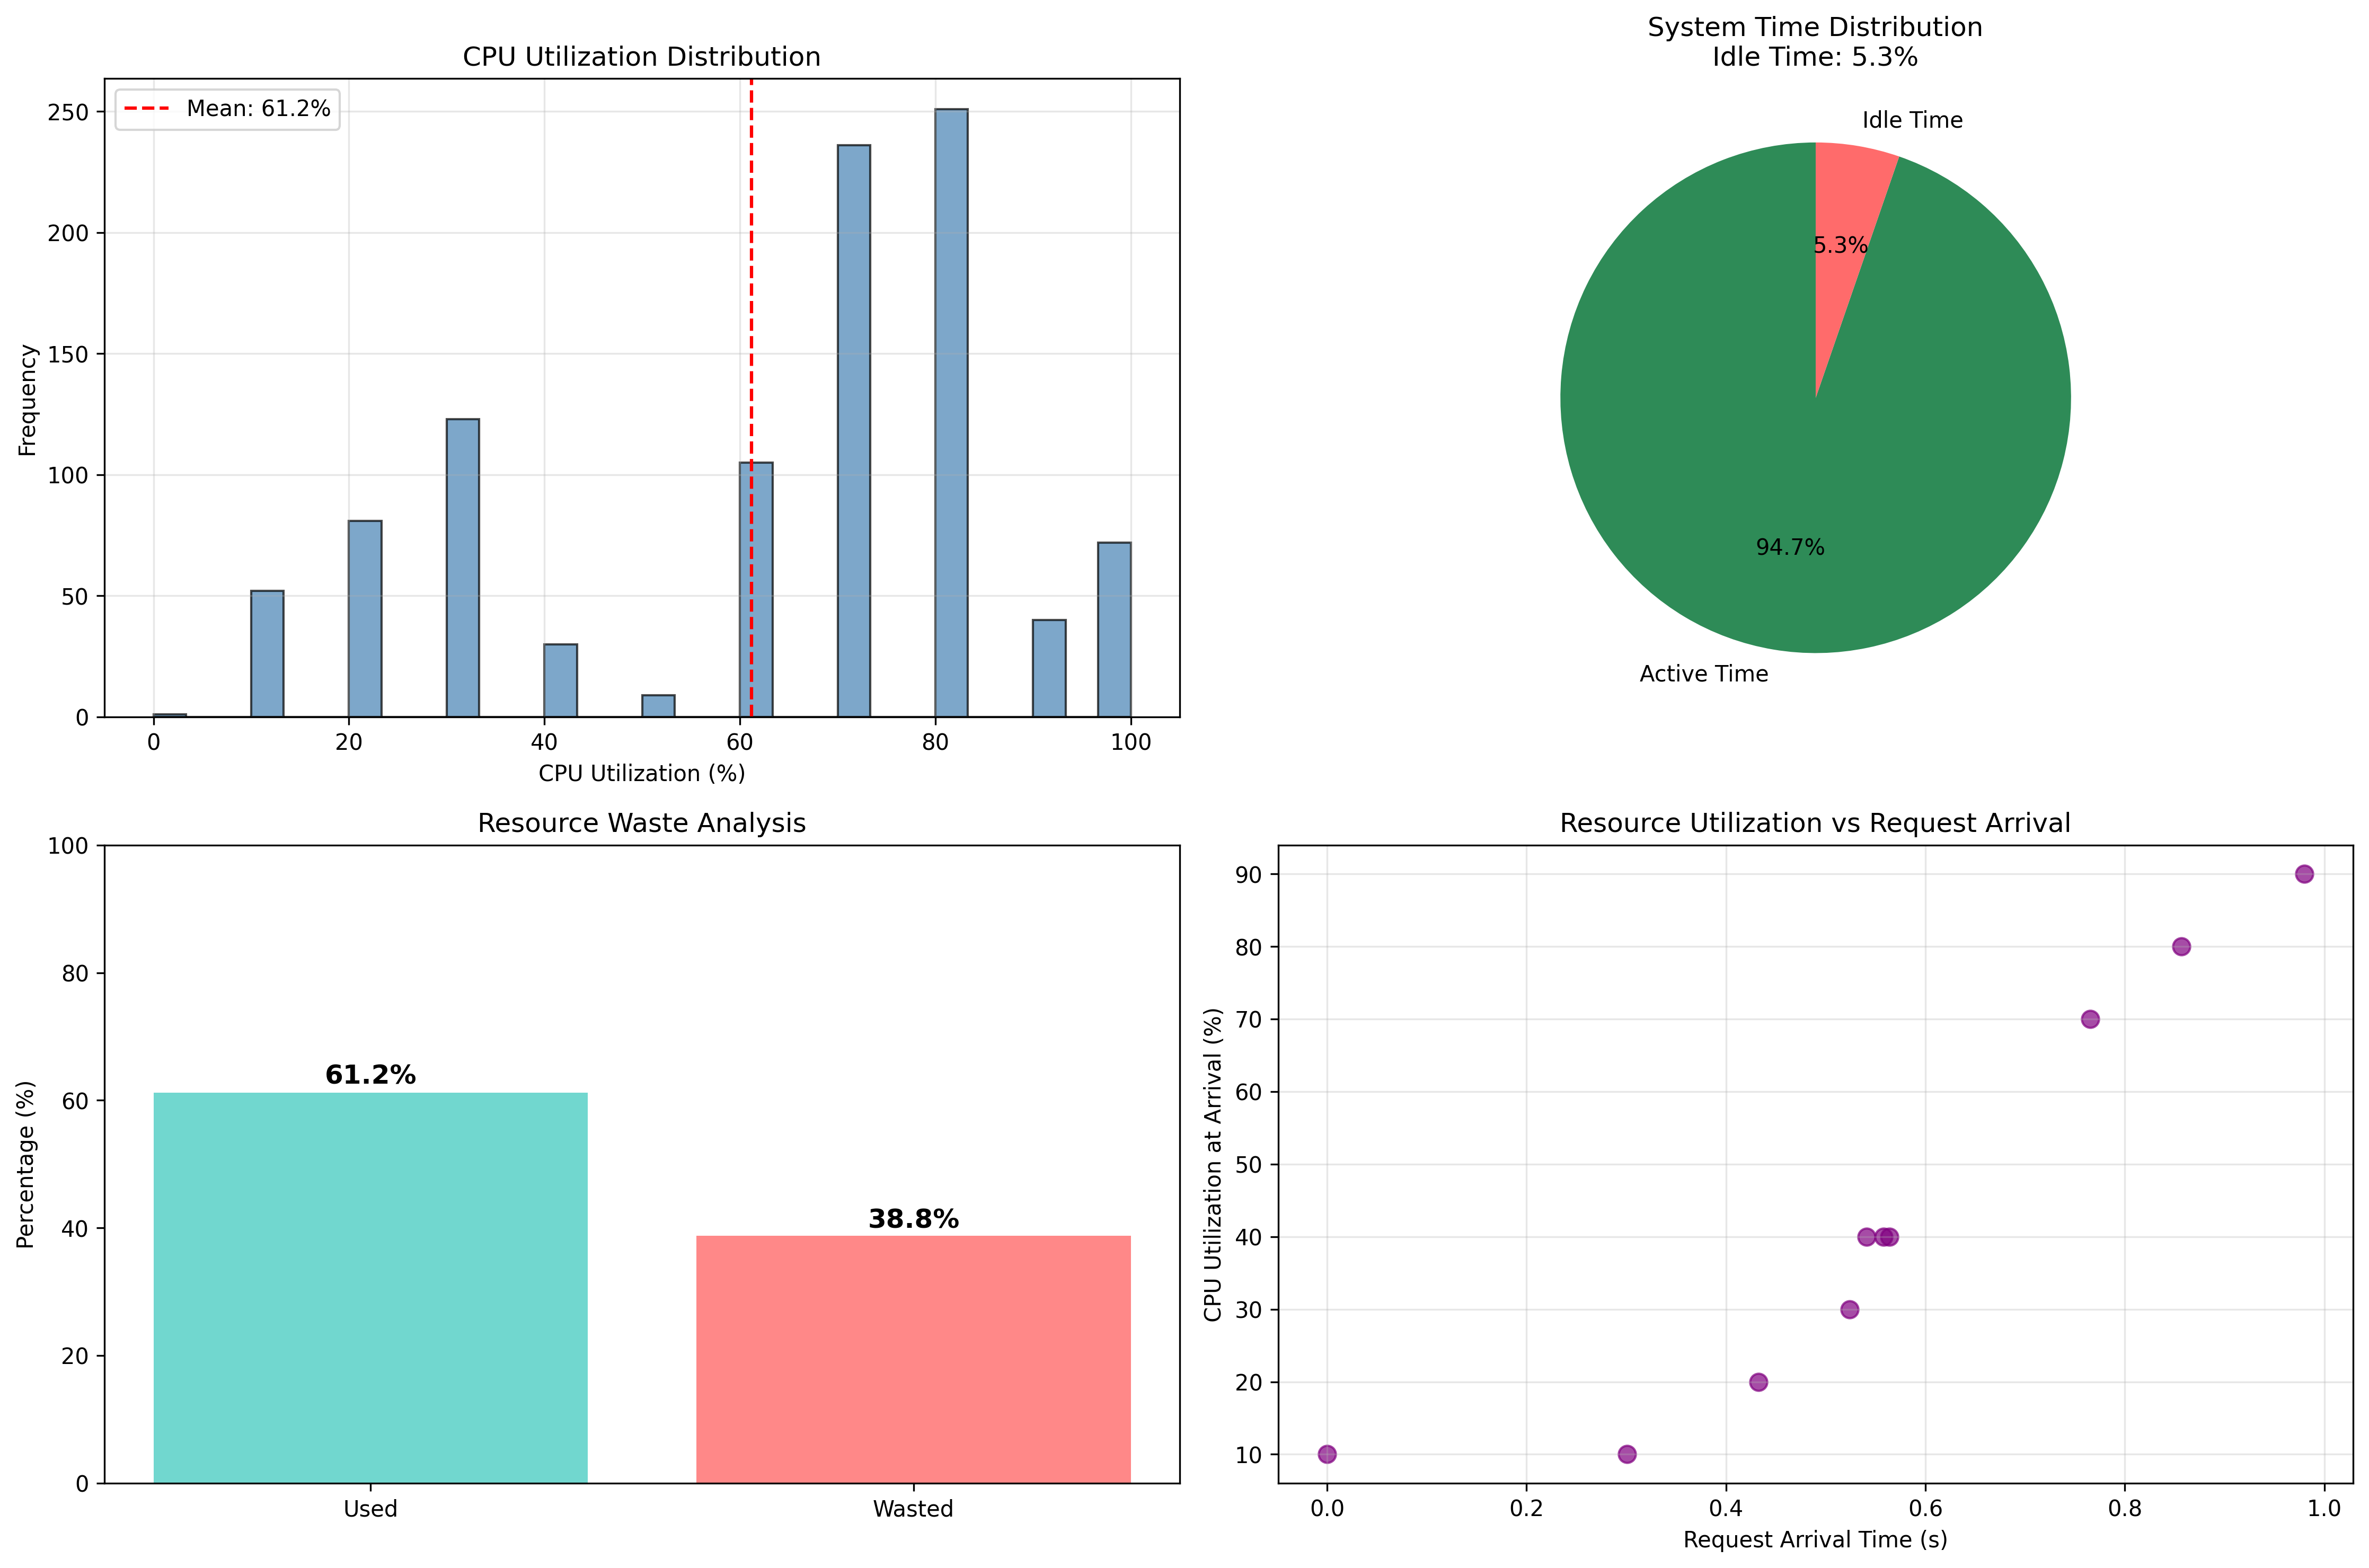 CPU Utilization Distribution
Mean: 61.2%
Frequency
250
200
150
100
50
0
0 20 40 60 80 100
CPU Utilization (%)
System Time Distribution
Idle Time: 5.3%
Idle Time
5.3%
94.7%
Active Time
Resource Waste Analysis
Percentage (%)
100
80
60
40
20
0
61.2%
38.8%
Used Wasted
Resource Utilization vs Request Arrival
CPU Utilization at Arrival (%)
90
80
70
60
50
40
30
20
10
0.0 0.2 0.4 0.6 0.8 1.0
Request Arrival Time (s)